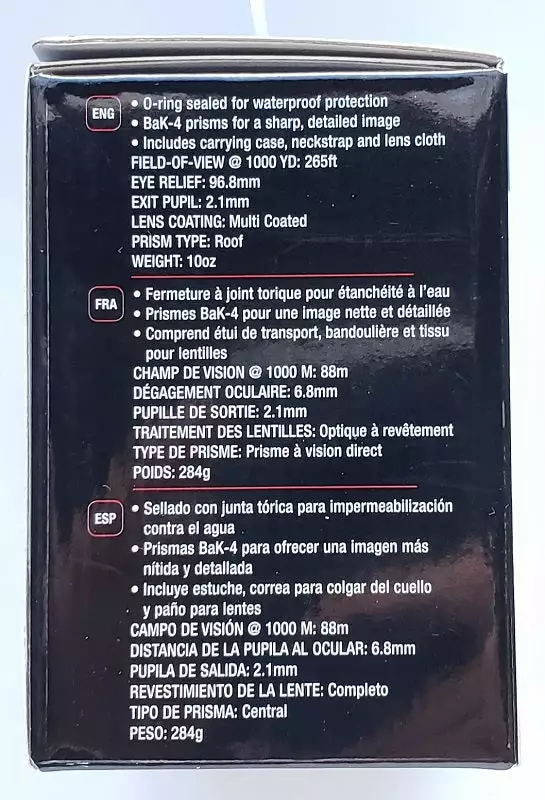 ENG
• O-ring sealed for waterproof protection
• BaK-4 prisms for a sharp, detailed image
• Includes carrying case, neckstrap and lens cloth
FIELD-OF-VIEW @ 1000 YD: 265ft
EYE RELIEF: 96.8mm
EXIT PUPIL: 2.1mm
LENS COATING: Multi Coated
PRISM TYPE: Roof
WEIGHT: 10oz
FRA
• Fermeture à joint torique pour étanchéité à l'eau
• Prismes BaK-4 pour une image nette et détaillée
• Comprend étui de transport, bandoulière et tissu
pour lentilles
CHAMP DE VISION @ 1000 M: 88m
DÉGAGEMENT OCULAIRE: 6.8mm
PUPILLE DE SORTIE: 2.1mm
TRAITEMENT DES LENTILLES: Optique à revêtement
TYPE DE PRISME: Prisme à vision direct
POIDS: 284g
ESP
• Sellado con junta tórica para impermeabilización
contra el agua
• Prismas BaK-4 para ofrecer una imagen más
nítida y detallada
• Incluye estuche, correa para colgar del cuello
y paño para lentes
CAMPO DE VISIÓN @ 1000 M: 88m
DISTANCIA DE LA PUPILA AL OCULAR: 6.8mm
PUPILA DE SALIDA: 2.1mm
REVESTIMIENTO DE LA LENTE: Completo
TIPO DE PRISMA: Central
PESO: 284g